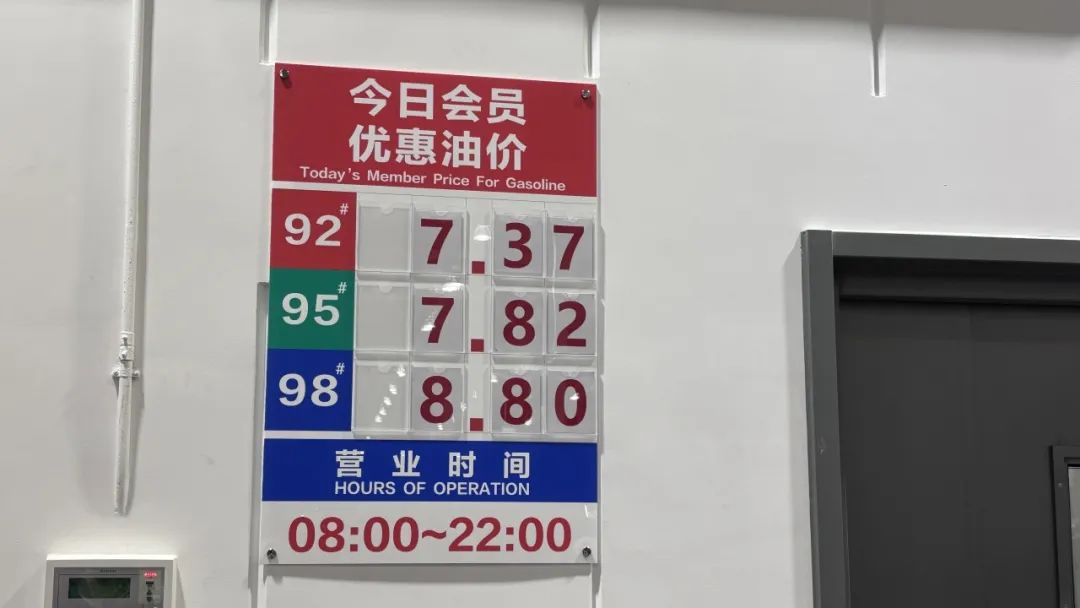 今日会员
优惠油价
Today's Member Price For Gasoline
92# 7.37
95# 7.82
98# 8.80
营业时间
HOURS OF OPERATION
08:00~22:00